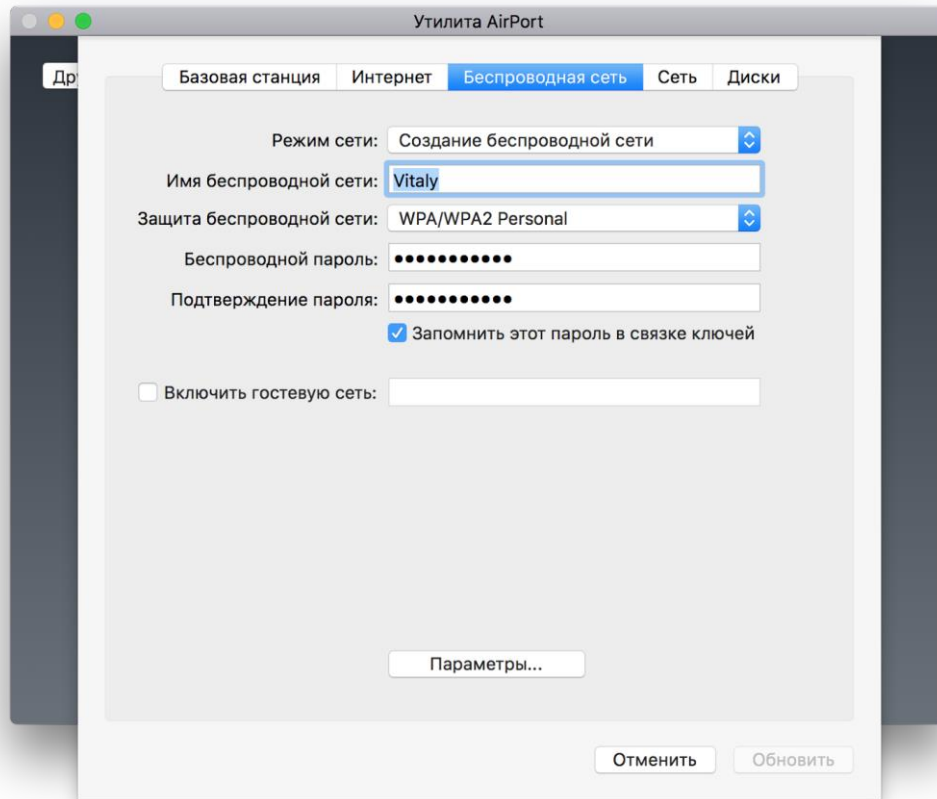 Утилита AirPort
Др
Базовая станция Интернет Беспроводная сеть Сеть Диски
Режим сети: Создание беспроводной сети
Имя беспроводной сети: Vitaly
Защита беспроводной сети: WPA/WPA2 Personal
Беспроводной пароль: •••••••••••
Подтверждение пароля: •••••••••••
Запомнить этот пароль в связке ключей
Включить гостевую сеть:
Параметры...
Отменить Обновить